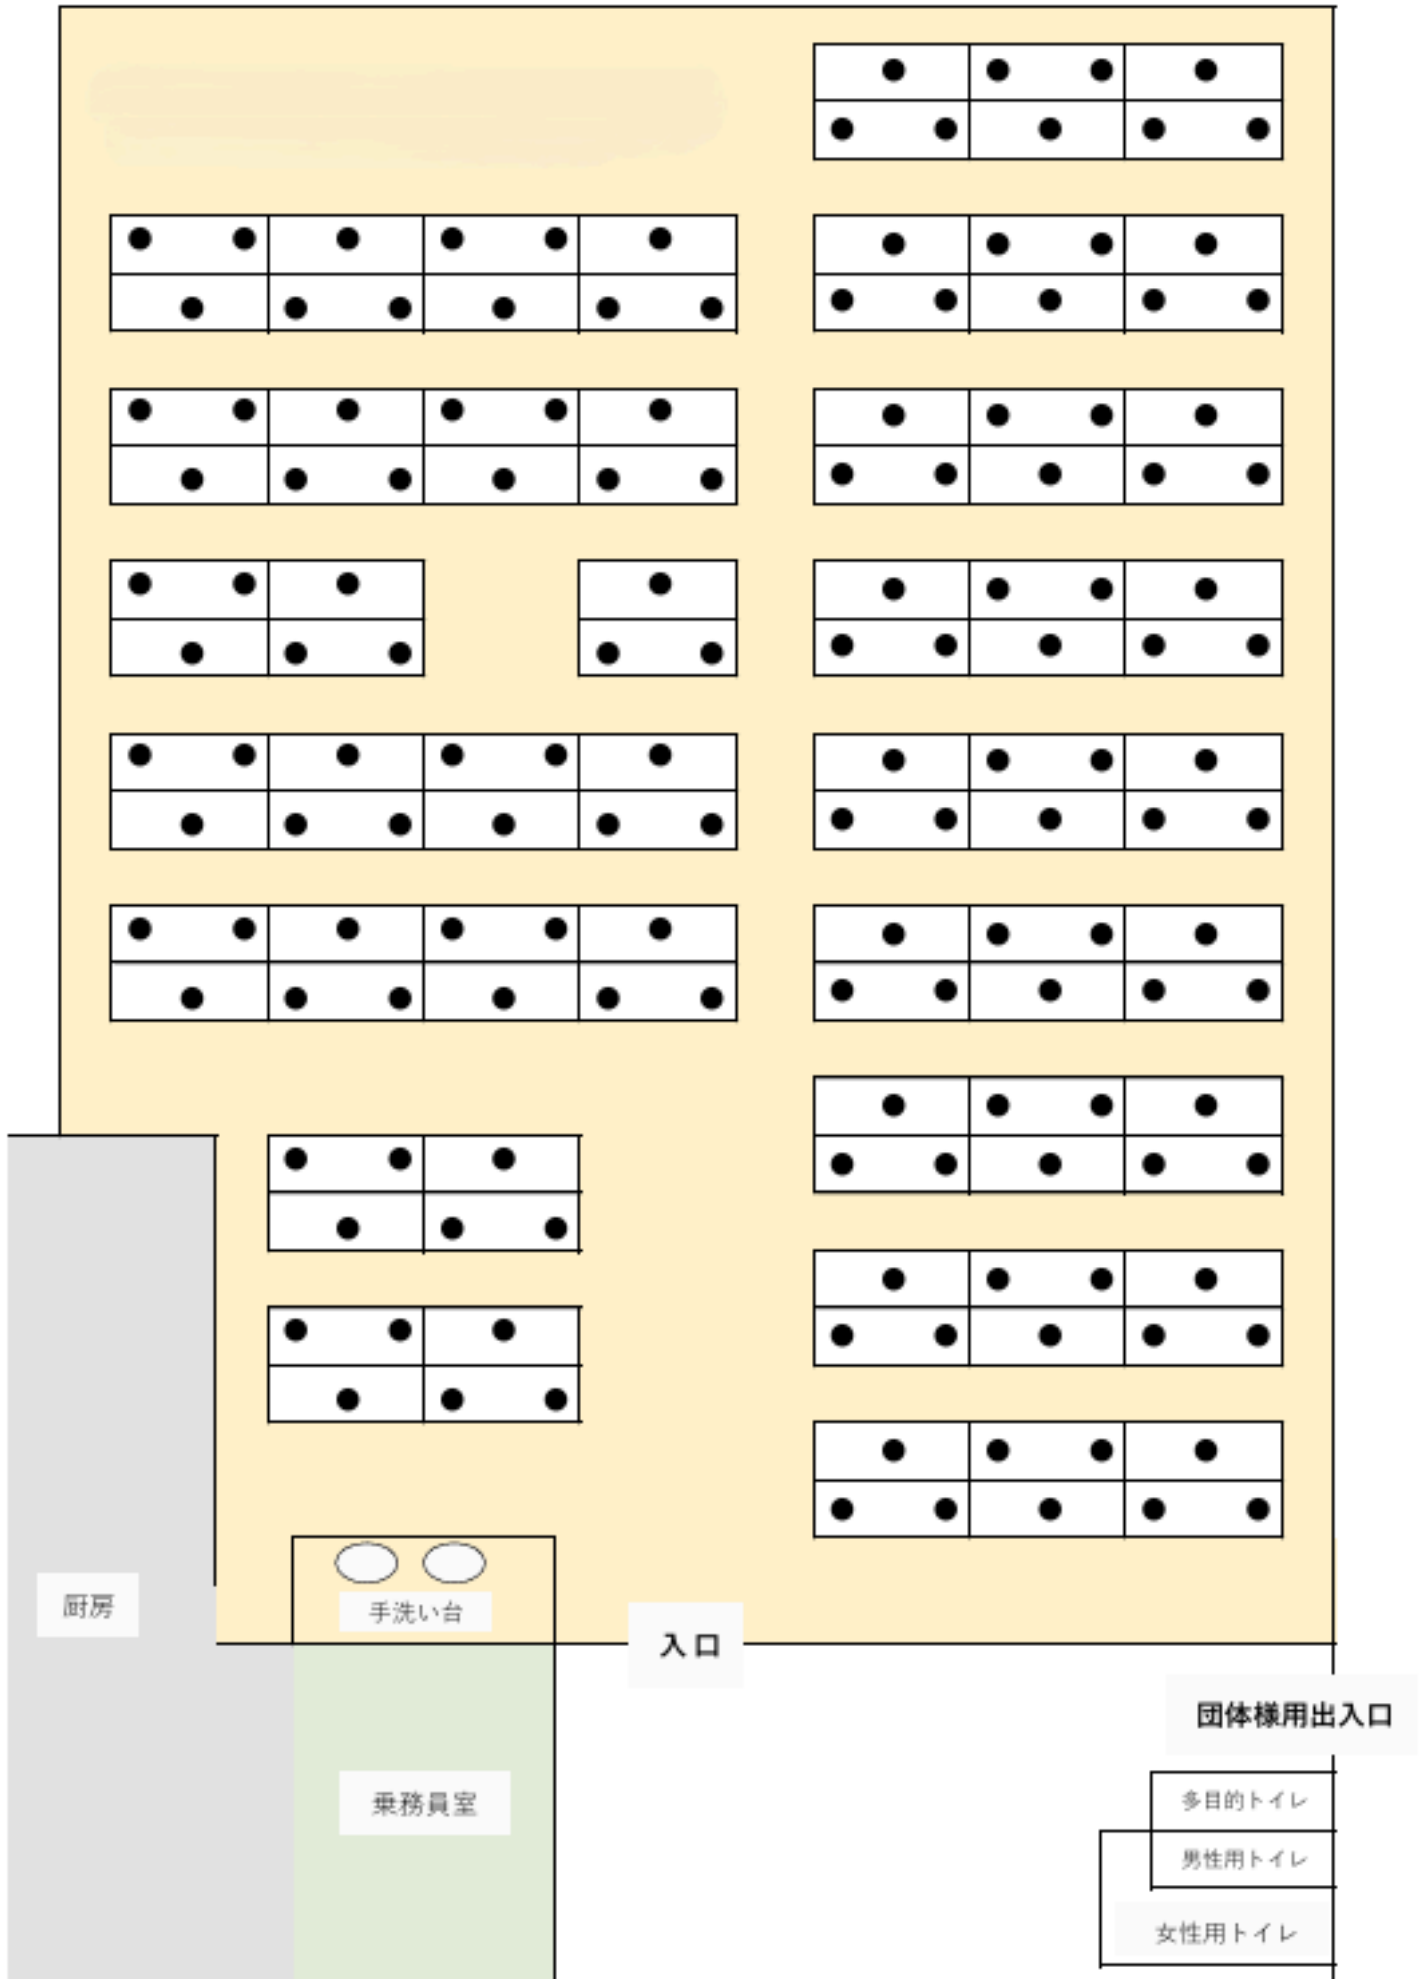 厨房
手洗い台
入口
団体様用出入口
乗務員室
多目的トイレ
男性用トイレ
女性用トイレ